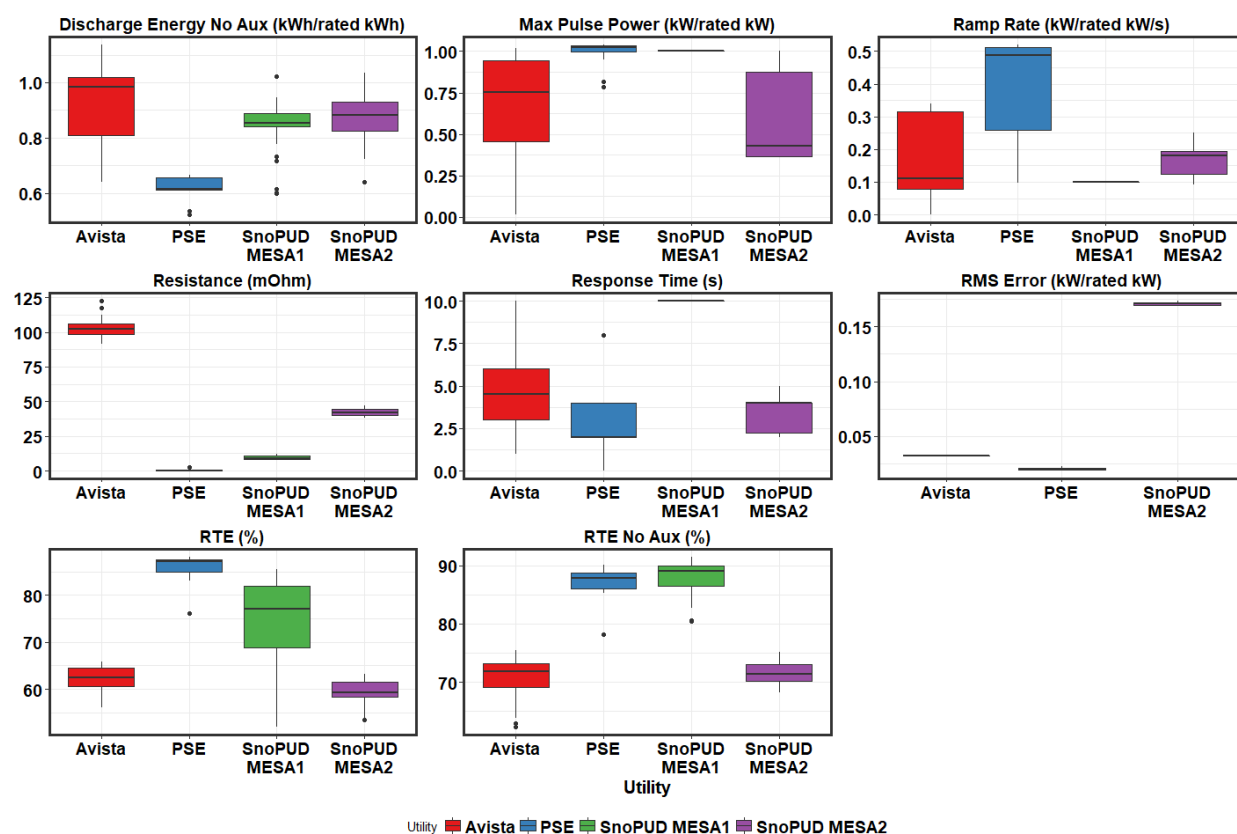 Discharge Energy No Aux (kWh/rated kWh)
1.0
0.8
0.6
Avista PSE SnoPUD MESA1 SnoPUD MESA2
Max Pulse Power (kW/rated kW)
1.00
0.75
0.50
0.25
0.00
Avista PSE SnoPUD MESA1 SnoPUD MESA2
Ramp Rate (kW/rated kW/s)
0.5
0.4
0.3
0.2
0.1
0.0
Avista PSE SnoPUD MESA1 SnoPUD MESA2
Resistance (mOhm)
125
100
75
50
25
0
Avista PSE SnoPUD MESA1 SnoPUD MESA2
Response Time (s)
10.0
7.5
5.0
2.5
0.0
Avista PSE SnoPUD MESA1 SnoPUD MESA2
RMS Error (kW/rated kW)
0.15
0.10
0.05
Avista PSE SnoPUD MESA2
RTE (%)
80
70
60
Avista PSE SnoPUD MESA1 SnoPUD MESA2
RTE No Aux (%)
90
80
70
Avista PSE SnoPUD MESA1 SnoPUD MESA2
Utility
Utility Avista PSE SnoPUD MESA1 SnoPUD MESA2